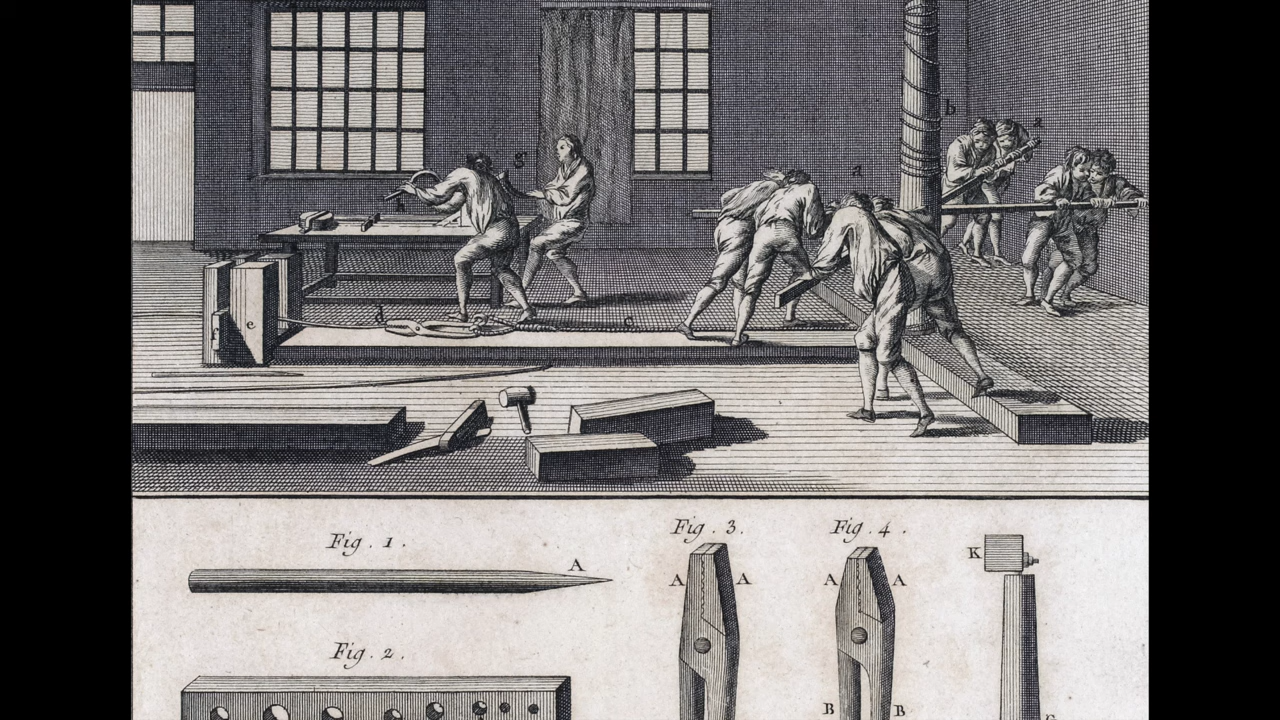 b
a
g
a
h
d
c
e
f
Fig. 1.
A
Fig. 3.
A A
Fig. 4.
A A
K
Fig. 2.
B B